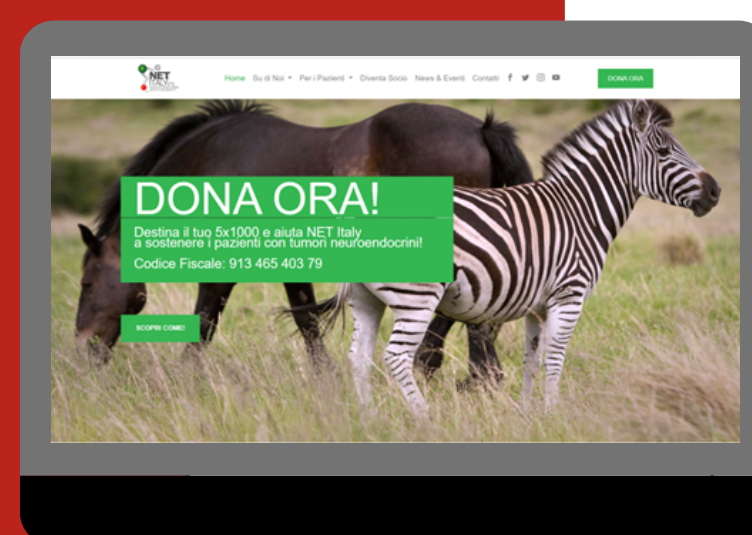 NET
ITALY
Home Su di Noi Per i Pazienti Diventa Socio News & Eventi Contatti
DONA ORA
DONA ORA!
Destina il tuo 5x1000 e aiuta NET Italy
a sostenere i pazienti con tumori neuroendocrini!
Codice Fiscale: 913 465 403 79
SCOPRI COME!